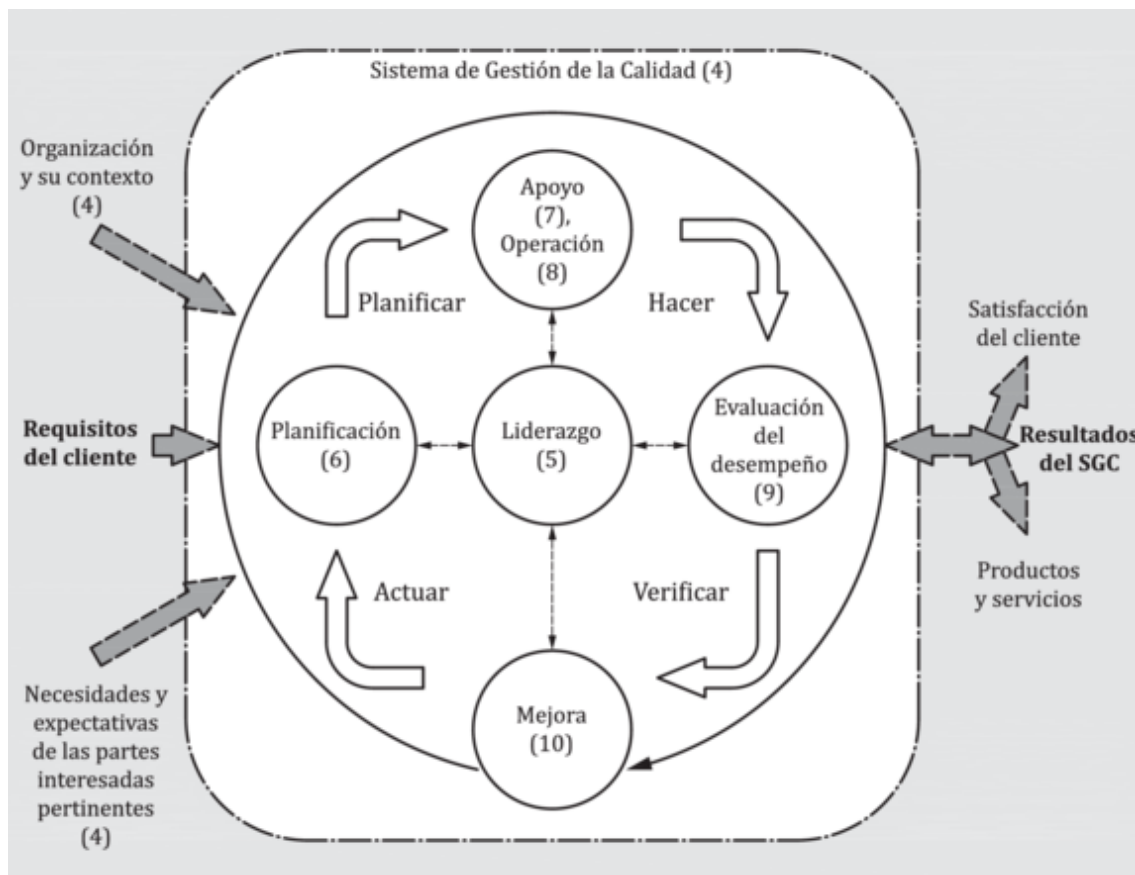 Sistema de Gestión de la Calidad (4)
Organización
y su contexto
(4)
Apoyo
(7),
Operación
(8)
Planificar
Hacer
Satisfacción
del cliente
Requisitos
del cliente
Planificación
(6)
Liderazgo
(5)
Evaluación
del
desempeño
(9)
Resultados
del SGC
Actuar
Verificar
Productos
y servicios
Necesidades y
expectativas
de las partes
interesadas
pertinentes
(4)
Mejora
(10)